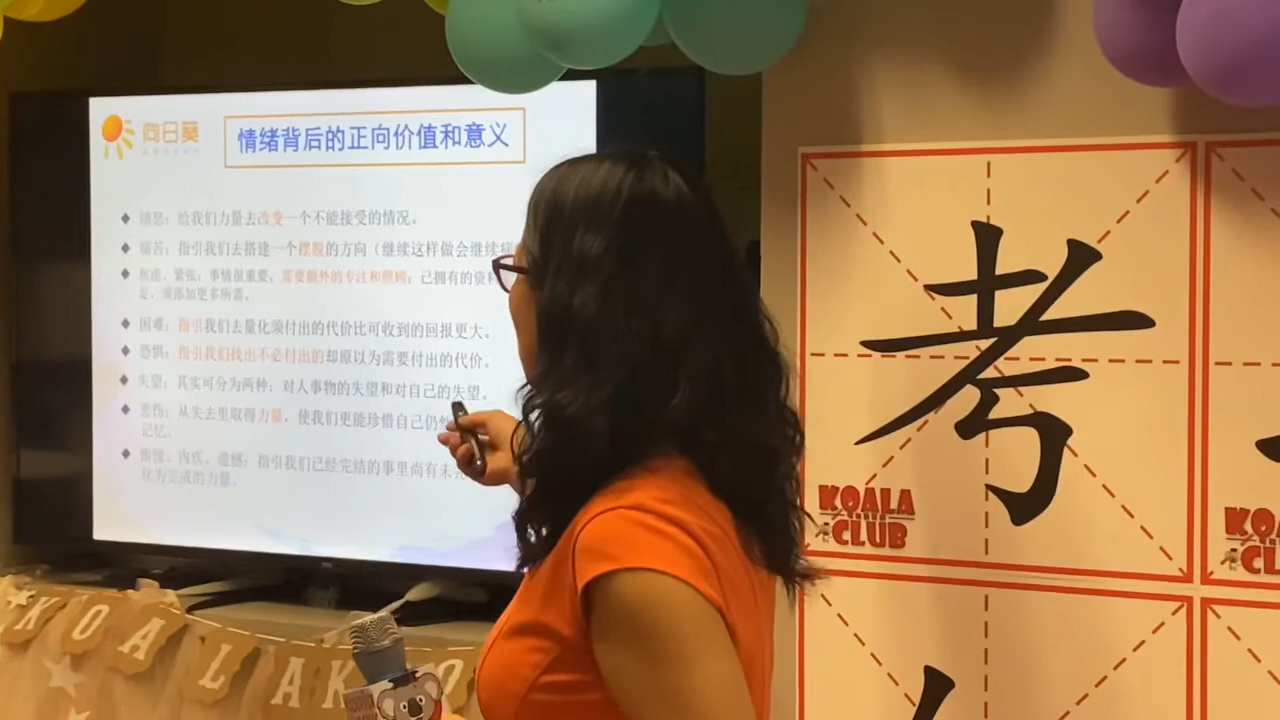 向日葵
情绪背后的正向价值和意义
愤怒：给我们力量去改变一个不能接受的情况。
痛苦：指引我们去搭建一个摆脱的方向（继续这样做会继续
焦虑、紧张：事情很重要，需要额外的专注和照顾；已拥有的资料
足，须添加更多所需。
困难：指引我们去量化须付出的代价比可收到的回报更大。
恐惧：指引我们找出不必付出的却原以为需要付出的代价。
失望：其实可分为两种：对人事物的失望和对自己的失望。
悲伤：从失去里取得力量，使我们更能珍惜自己仍
记忆。
惭愧、内疚、遗憾：指引我们已经完结的事里尚有未
化为完成的力量。
考
KOALA
CLUB
KO
CL
KOALAK